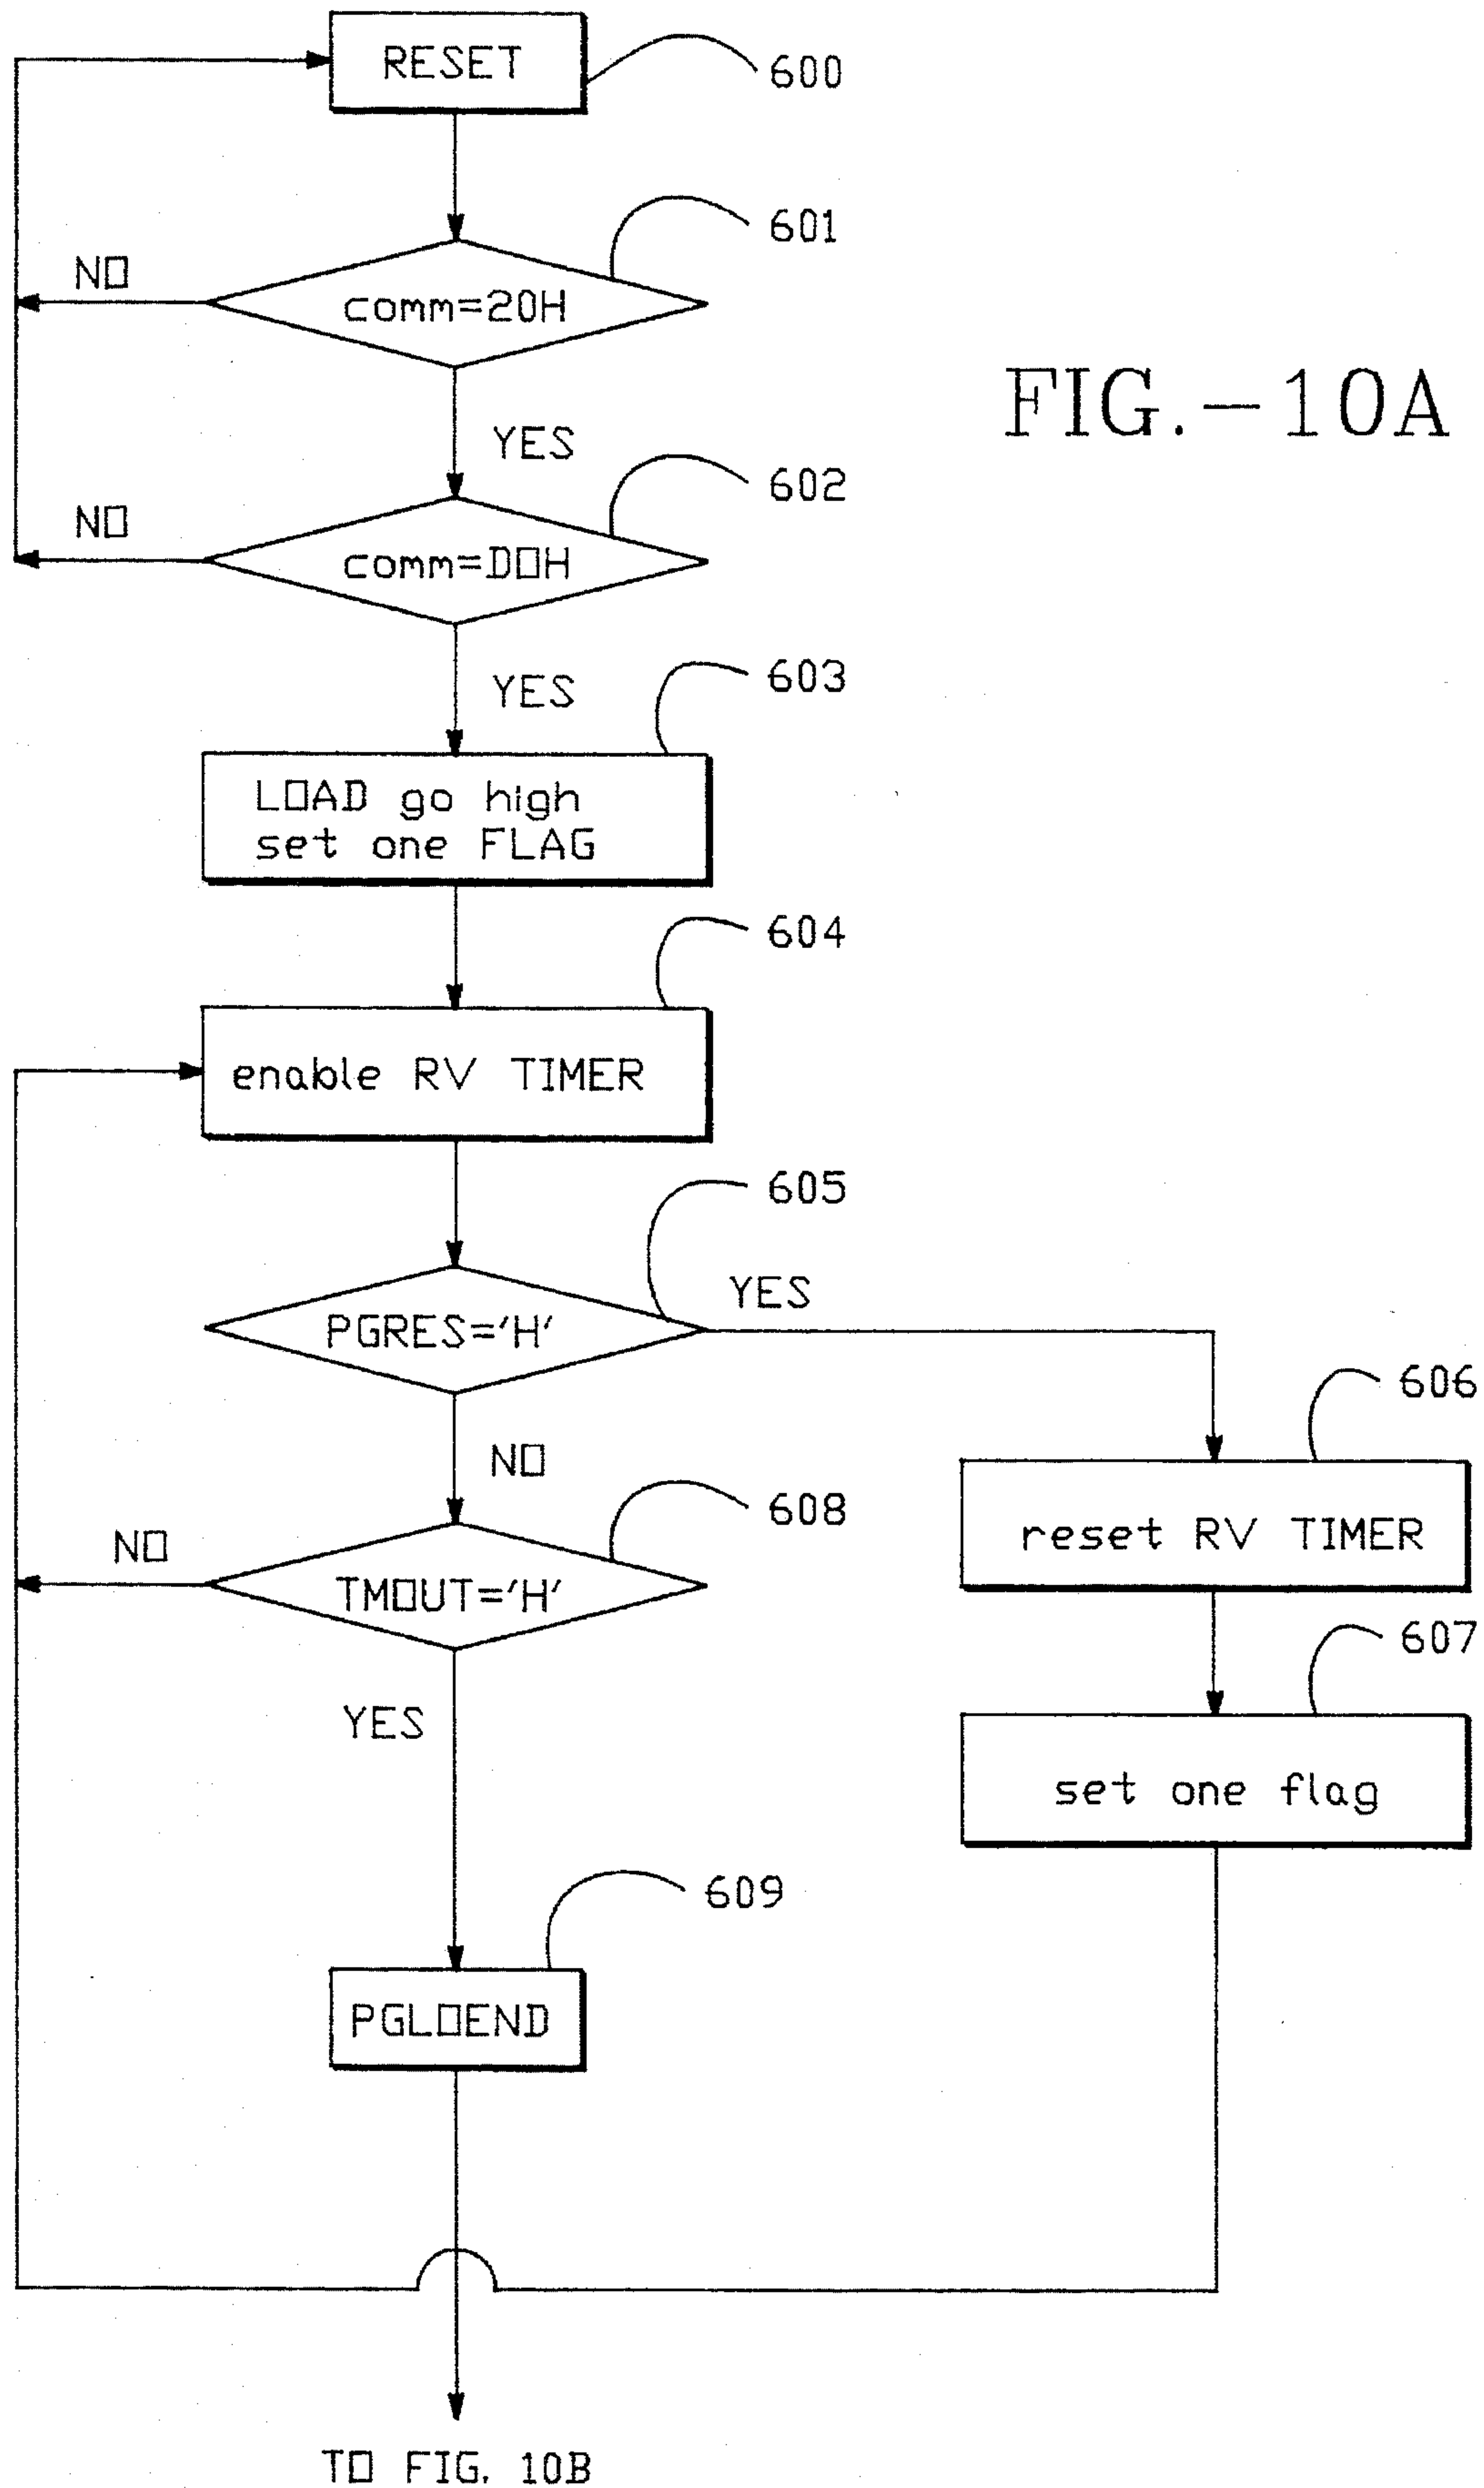 RESET
600
601
NO
comm=20H
FIG.-10A
YES
602
NO
comm=D0H
YES
603
LOAD go high
set one FLAG
604
enable RV TIMER
605
YES
PGRES='H'
606
NO
608
reset RV TIMER
NO
TMOUT='H'
607
YES
set one flag
609
PGLOEND
TO FIG. 10B